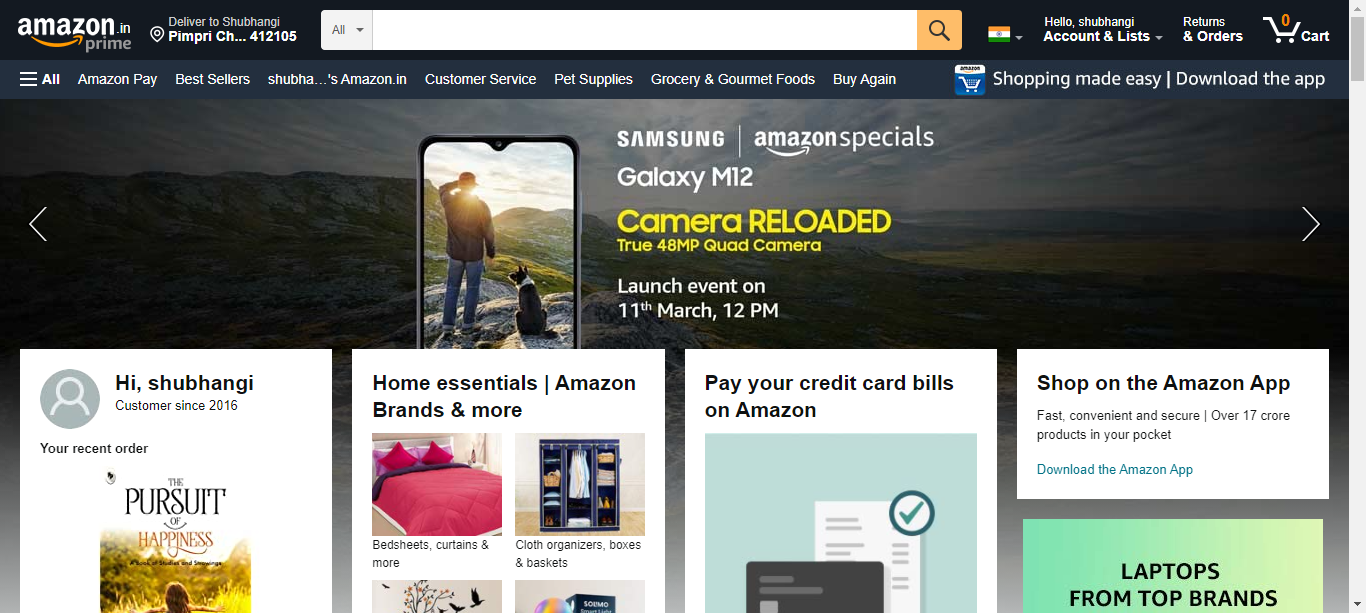 amazon.in
prime
Deliver to Shubhangi
Pimpri Ch... 412105
All
Hello, shubhangi
Account & Lists
Returns
& Orders
0
Cart
All
Amazon Pay
Best Sellers
shubha...'s Amazon.in
Customer Service
Pet Supplies
Grocery & Gourmet Foods
Buy Again
amazon
Shopping made easy | Download the app
SAMSUNG | amazonspecials
Galaxy M12
Camera RELOADED
True 48MP Quad Camera
Launch event on
11th March, 12 PM
Hi, shubhangi
Customer since 2016
Your recent order
THE
PURSUIT
OF
HAPPINESS
A Book of Studies and Strowings
Home essentials | Amazon
Brands & more
Bedsheets, curtains &
more
Cloth organizers, boxes
& baskets
SOLIMO
Smart Light
Pay your credit card bills
on Amazon
Shop on the Amazon App
Fast, convenient and secure | Over 17 crore
products in your pocket
Download the Amazon App
LAPTOPS
FROM TOP BRANDS